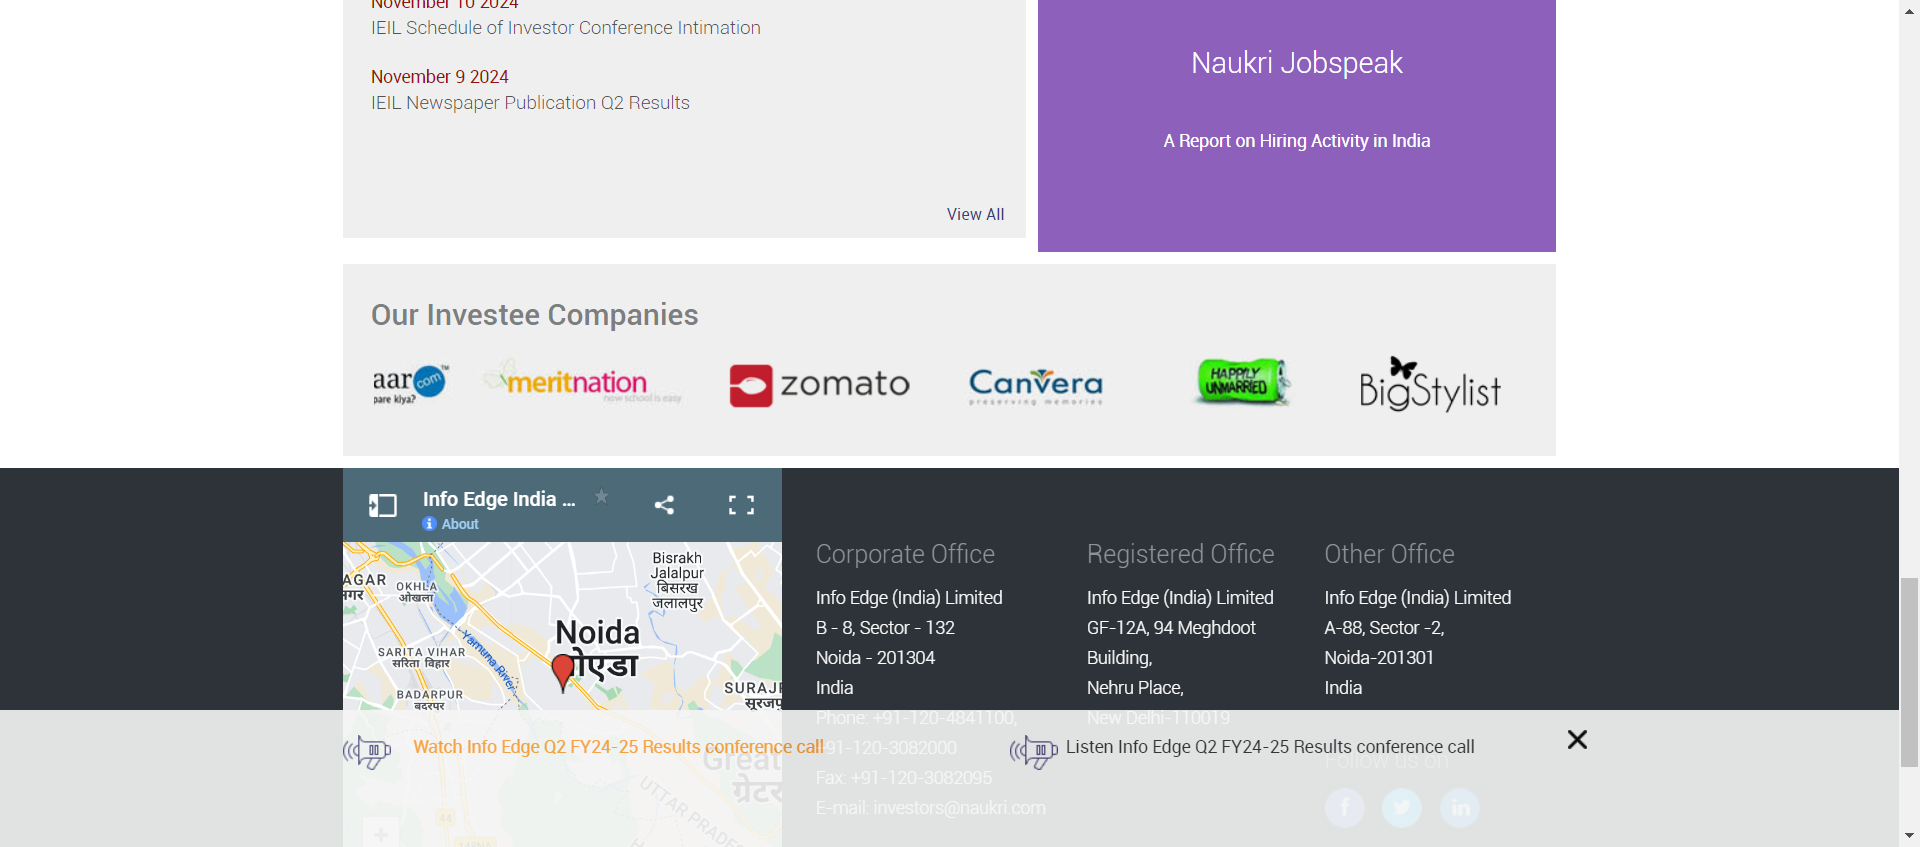 November 10 2024
IEIL Schedule of Investor Conference Intimation
November 9 2024
IEIL Newspaper Publication Q2 Results
View All
Naukri Jobspeak
A Report on Hiring Activity in India
Our Investee Companies
aar com™
pare kiya?
meritnation
now school is easy
zomato
Canvera
preserving memories
HAPPILY
UNMARRIED
BigStylist
Info Edge India ...
About
Bisrakh
Jalalpur
बिसरख
जलालपुर
AGAR
नगर
OKHLA
ओखला
Noida
नोएडा
Yamuna River
SARITA VIHAR
सरिता विहार
BADARPUR
बदरपुर
SURAJP
सूरजपु
Great
ग्रेटर
UTTAR PRADE
44
Corporate Office
Info Edge (India) Limited
B - 8, Sector - 132
Noida - 201304
India
Phone: +91-120-4841100,
+91-120-3082000
Fax: +91-120-3082095
E-mail: investors@naukri.com
Registered Office
Info Edge (India) Limited
GF-12A, 94 Meghdoot
Building,
Nehru Place,
New Delhi-110019
Other Office
Info Edge (India) Limited
A-88, Sector -2,
Noida-201301
India
Follow us on
Watch Info Edge Q2 FY24-25 Results conference call
Listen Info Edge Q2 FY24-25 Results conference call